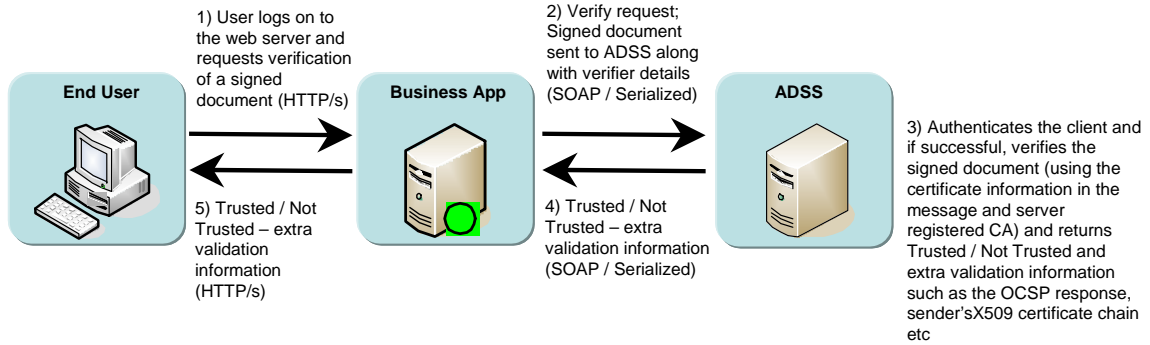 1) User logs on to
the web server and
requests verification
of a signed
document (HTTP/s)
2) Verify request;
Signed document
sent to ADSS along
with verifier details
(SOAP / Serialized)
End User
Business App
ADSS
3) Authenticates the client and
if successful, verifies the
signed document (using the
certificate information in the
message and server
registered CA) and returns
Trusted / Not Trusted and
extra validation information
such as the OCSP response,
sender'sX509 certificate chain
etc
4) Trusted / Not
Trusted – extra
validation information
(SOAP / Serialized)
5) Trusted / Not
Trusted – extra
validation
information
(HTTP/s)